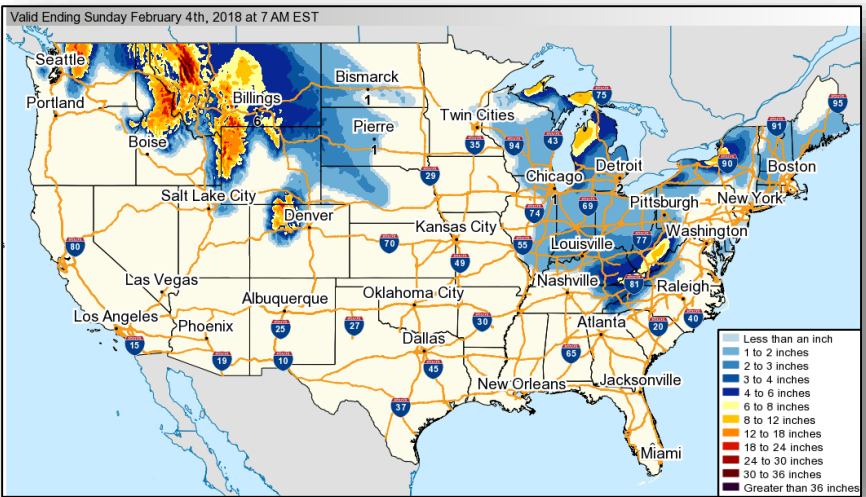 Valid Ending Sunday February 4th, 2018 at 7 AM EST
Seattle
75
Bismarck
1
95
Billings
Portland
6
Twin Cities
91
Pierre
1
35
94
43
Boise
90
Boston
Detroit
2
Chicago
1
29
Salt Lake City
69
Pittsburgh
New York
74
Denver
Kansas City
Washington
80
70
55
Louisville
77
49
Las Vegas
Nashville
81
Raleigh
Albuquerque
Oklahoma City
Los Angeles
Phoenix
25
27
30
Atlanta
20
40
15
Dallas
19
10
45
65
New Orleans
Jacksonville
37
Miami
Less than an inch
1 to 2 inches
2 to 3 inches
3 to 4 inches
4 to 6 inches
6 to 8 inches
8 to 12 inches
12 to 18 inches
18 to 24 inches
24 to 30 inches
30 to 36 inches
Greater than 36 inches